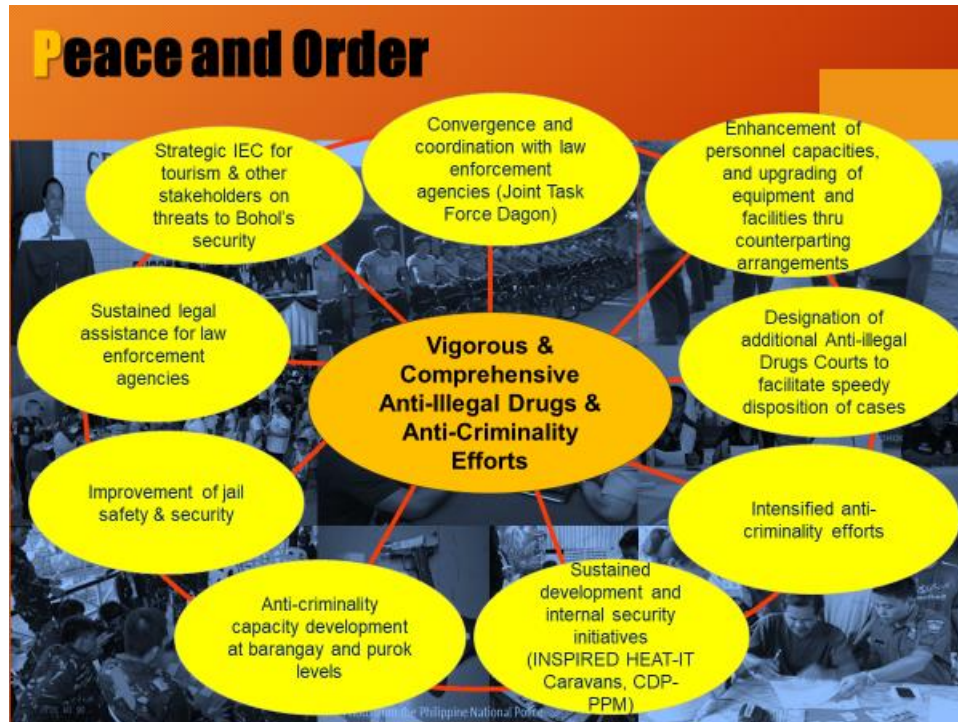 Peace and Order
Convergence and
coordination with law
enforcement
agencies (Joint Task
Force Dagon)
Enhancement of
personnel capacities,
and upgrading of
equipment and
facilities thru
counterparting
arrangements
Designation of
additional Anti-illegal
Drugs Courts to
facilitate speedy
disposition of cases
Intensified anti-
criminality efforts
Sustained
development and
internal security
initiatives
(INSPIRED HEAT-IT
Caravans, CDP-
PPM)
Anti-criminality
capacity development
at barangay and purok
levels
Improvement of jail
safety & security
Sustained legal
assistance for law
enforcement
agencies
Strategic IEC for
tourism & other
stakeholders on
threats to Bohol's
security
Vigorous &
Comprehensive
Anti-Illegal Drugs &
Anti-Criminality
Efforts
the Philippine National Police